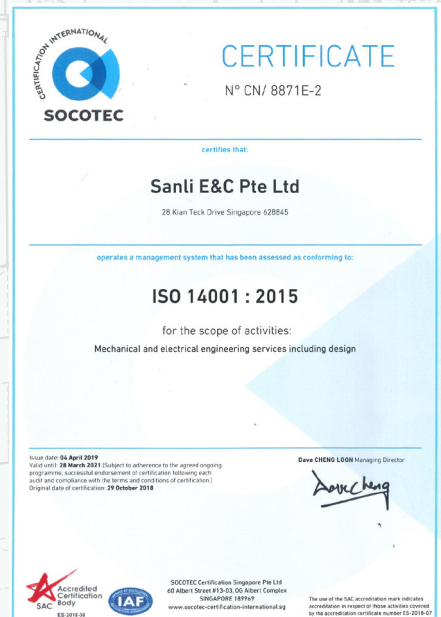 CERTIFICATION INTERNATIONAL
SOCOTEC
CERTIFICATE
N° CN/ 8871E-2
certifies that:
Sanli E&C Pte Ltd
28 Kian Teck Drive Singapore 628845
operates a management system that has been assessed as conforming to:
ISO 14001 : 2015
for the scope of activities:
Mechanical and electrical engineering services including design
Issue date: 04 April 2019
Valid until: 28 March 2021 (Subject to adherence to the agreed ongoing
programme, successful endorsement of certification following each
audit and compliance with the terms and conditions of certification.)
Original date of certification: 29 October 2018
Dave CHENG LOON Managing Director
Dave Cheng
Accredited
Certification
Body
SAC
ES-2018-08
IAF
SOCOTEC Certification Singapore Pte Ltd
60 Albert Street #13-03, OG Albert Complex
SINGAPORE 189969
www.socotec-certification-international.sg
The use of the SAC accreditation mark indicates
accreditation in respect of those activities covered
by the accreditation certificate number ES-2018-07